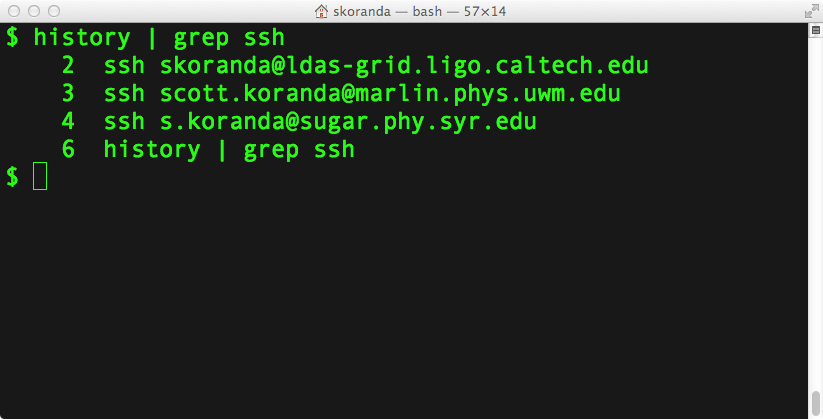 skoranda — bash — 57×14
$ history | grep ssh
2 ssh skoranda@ldas-grid.ligo.caltech.edu
3 ssh scott.koranda@marlin.phys.uwm.edu
4 ssh s.koranda@sugar.phy.syr.edu
6 history | grep ssh
$